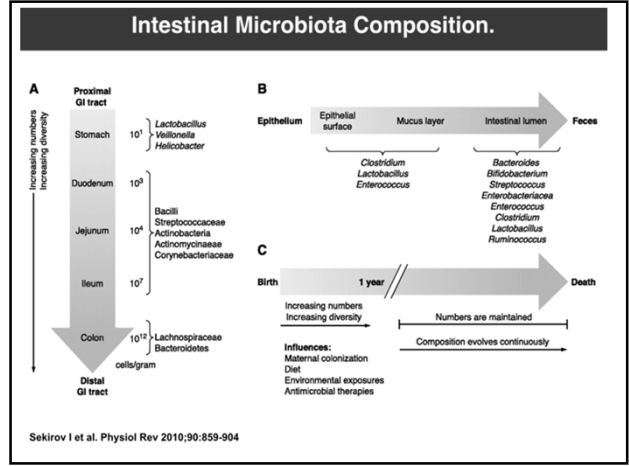 Intestinal Microbiota Composition.
A
Proximal
GI tract
Increasing numbers
Increasing diversity
Stomach
10¹
Lactobacillus
Veillonella
Helicobacter
Duodenum
10³
Jejunum
10⁴
Bacilli
Streptococcaceae
Actinobacteria
Actinomycinaeae
Corynebacteriaceae
Ileum
10⁷
Colon
10¹²
Lachnospiraceae
Bacteroidetes
cells/gram
Distal
GI tract
B
Epithelium
Epithelial
surface
Mucus layer
Intestinal lumen
Feces
Clostridium
Lactobacillus
Enterococcus
Bacteroides
Bifidobacterium
Streptococcus
Enterobacteriacea
Enterococcus
Clostridium
Lactobacillus
Ruminococcus
C
Birth
1 year
Death
Increasing numbers
Increasing diversity
Numbers are maintained
Composition evolves continuously
Influences:
Maternal colonization
Diet
Environmental exposures
Antimicrobial therapies
Sekirov I et al. Physiol Rev 2010;90:859-904